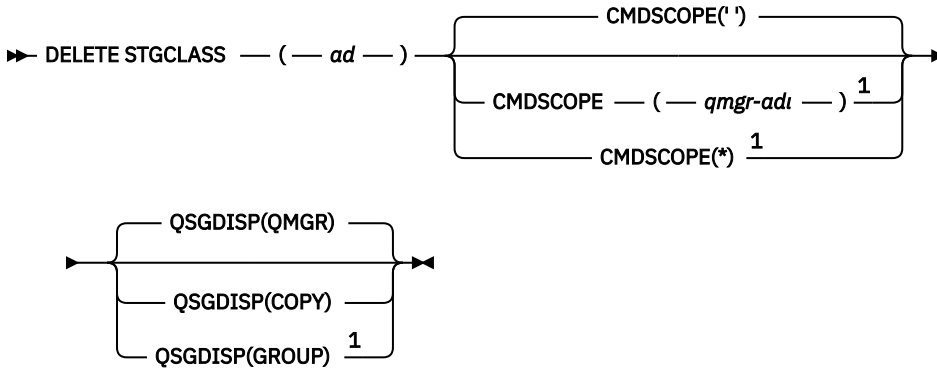 CMDSCOPE(' ')
DELETE STGCLASS ( ad )
CMDSCOPE ( qmgr-adı ) 1
CMDSCOPE(*) 1
QSGDISP(QMGR)
QSGDISP(COPY)
QSGDISP(GROUP) 1